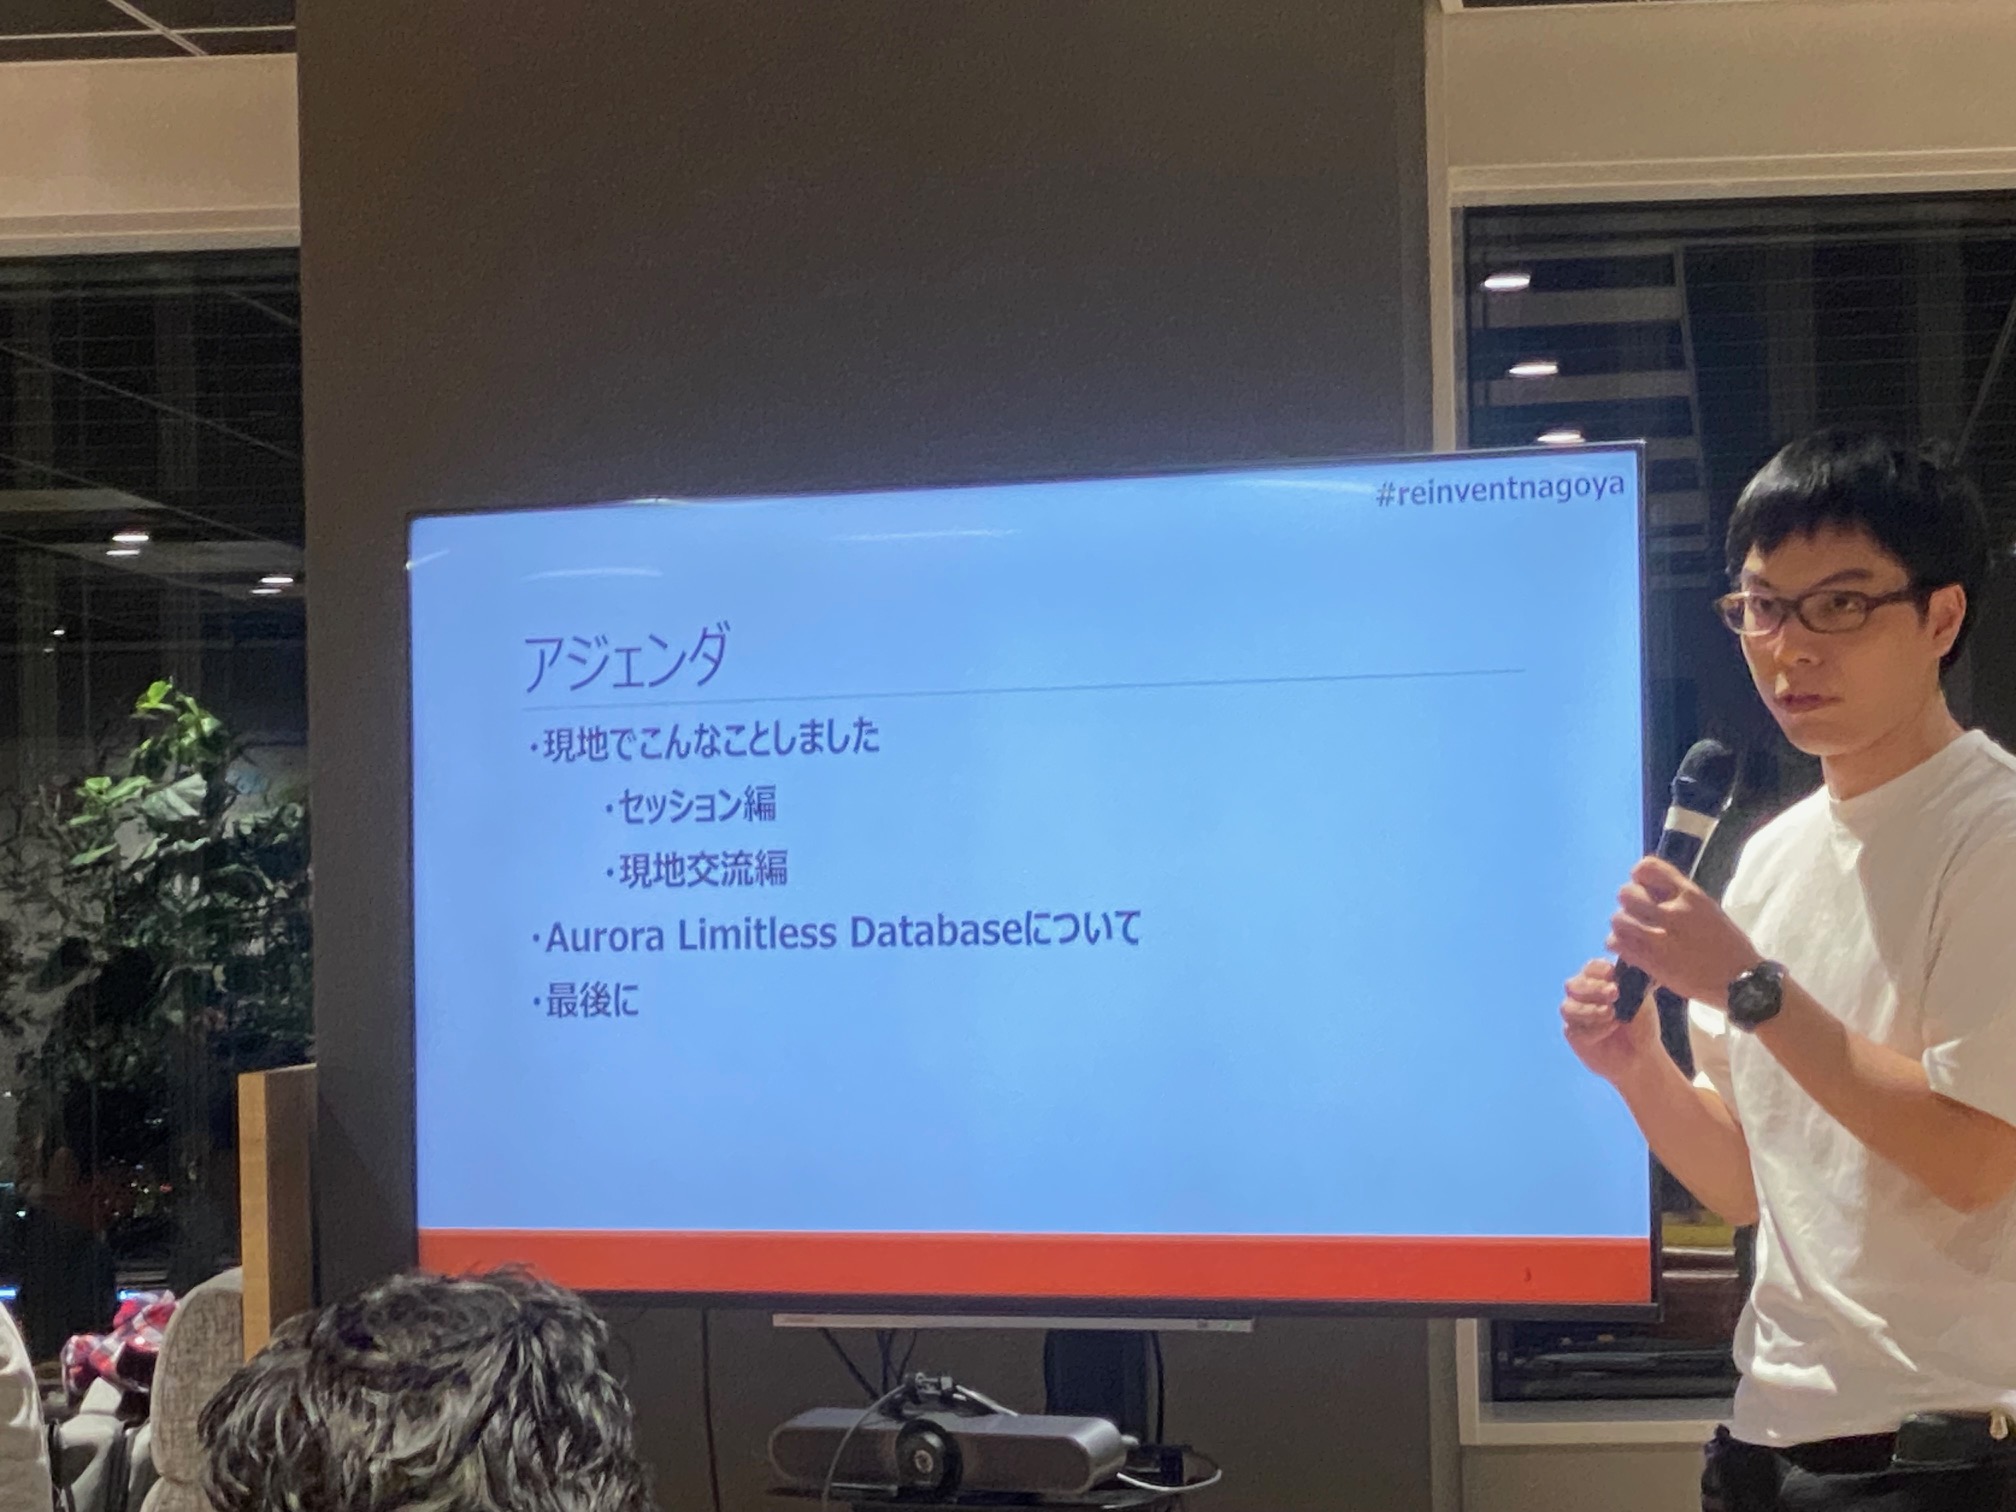 #reinventnagoya
アジェンダ
・現地でこんなことしました
・セッション編
・現地交流編
・Aurora Limitless Databaseについて
・最後に
3